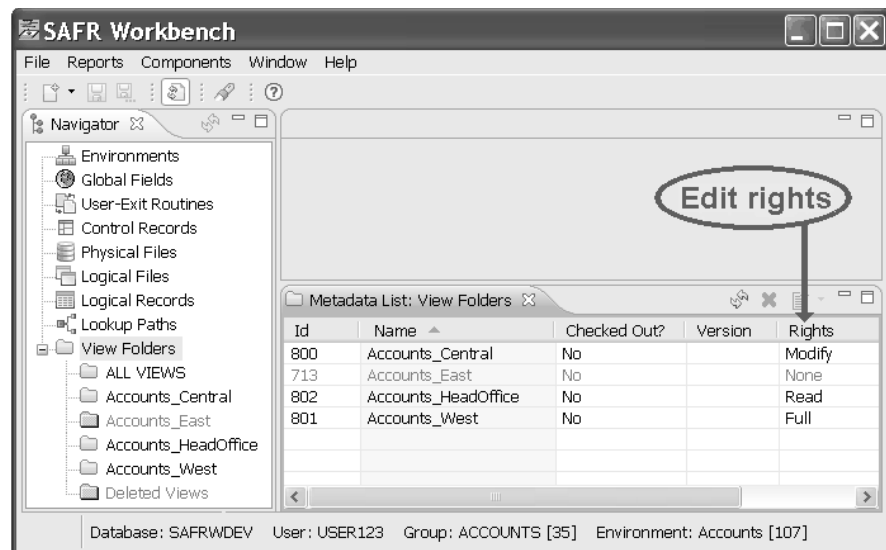 SAFR Workbench
File Reports Components Window Help
Navigator
Environments
Global Fields
User-Exit Routines
Control Records
Physical Files
Logical Files
Logical Records
Lookup Paths
View Folders
ALL VIEWS
Accounts_Central
Accounts_East
Accounts_HeadOffice
Accounts_West
Deleted Views
Edit rights
Metadata List: View Folders
Id Name Checked Out? Version Rights
800 Accounts_Central No Modify
713 Accounts_East No None
802 Accounts_HeadOffice No Read
801 Accounts_West No Full
Database: SAFRWDEV User: USER123 Group: ACCOUNTS [35] Environment: Accounts [107]